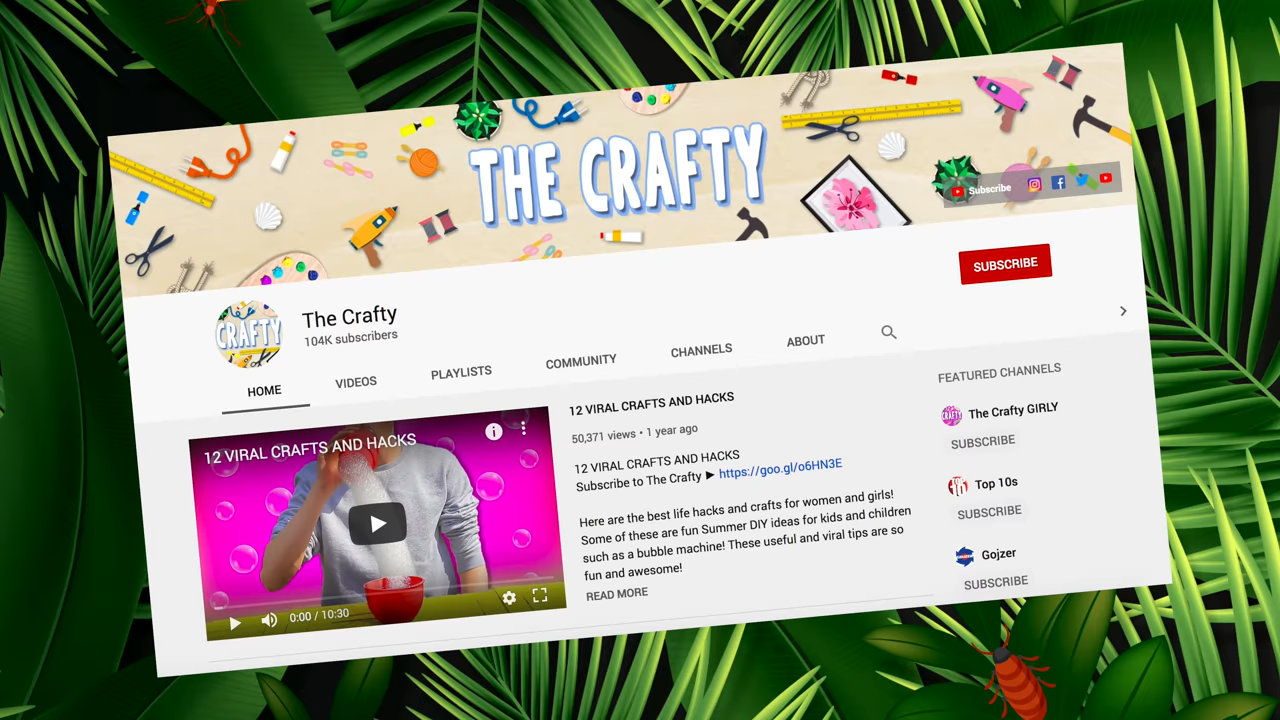 THE CRAFTY
Subscribe
SUBSCRIBE
CRAFTY
The Crafty
104K subscribers
HOME
VIDEOS
PLAYLISTS
COMMUNITY
CHANNELS
ABOUT
12 VIRAL CRAFTS AND HACKS
0:00 / 10:30
12 VIRAL CRAFTS AND HACKS
50,371 views • 1 year ago
12 VIRAL CRAFTS AND HACKS
Subscribe to The Crafty ► https://goo.gl/o6HN3E
Here are the best life hacks and crafts for women and girls!
Some of these are fun Summer DIY ideas for kids and children
such as a bubble machine! These useful and viral tips are so
fun and awesome!
READ MORE
FEATURED CHANNELS
The Crafty GIRLY
SUBSCRIBE
Top 10s
SUBSCRIBE
Gojzer
SUBSCRIBE